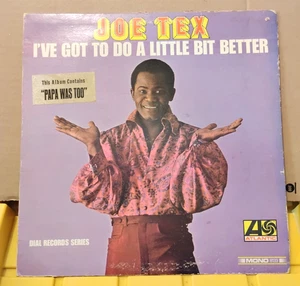 JOE TEX
I'VE GOT TO DO A LITTLE BIT BETTER
This Album Contains
"PAPA WAS TOO"
DIAL RECORDS SERIES
ATLANTIC
MONO